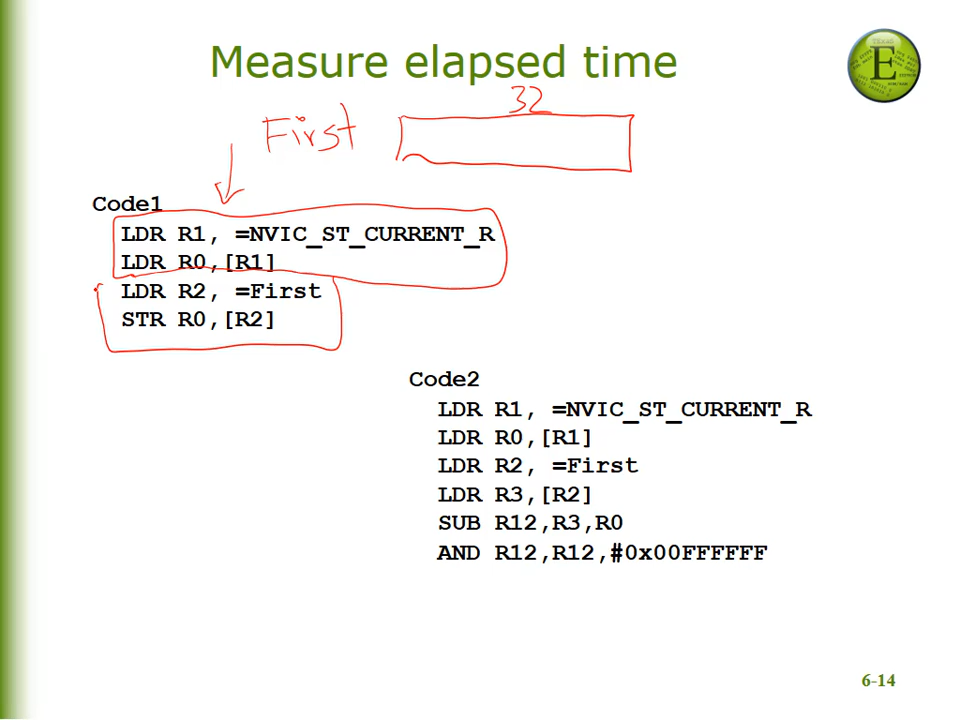 Measure elapsed time
E
32
First
Code1
LDR R1, =NVIC_ST_CURRENT_R
LDR R0,[R1]
LDR R2, =First
STR R0,[R2]
Code2
LDR R1, =NVIC_ST_CURRENT_R
LDR R0,[R1]
LDR R2, =First
LDR R3,[R2]
SUB R12,R3,R0
AND R12,R12,#0x00FFFFFF
6-14